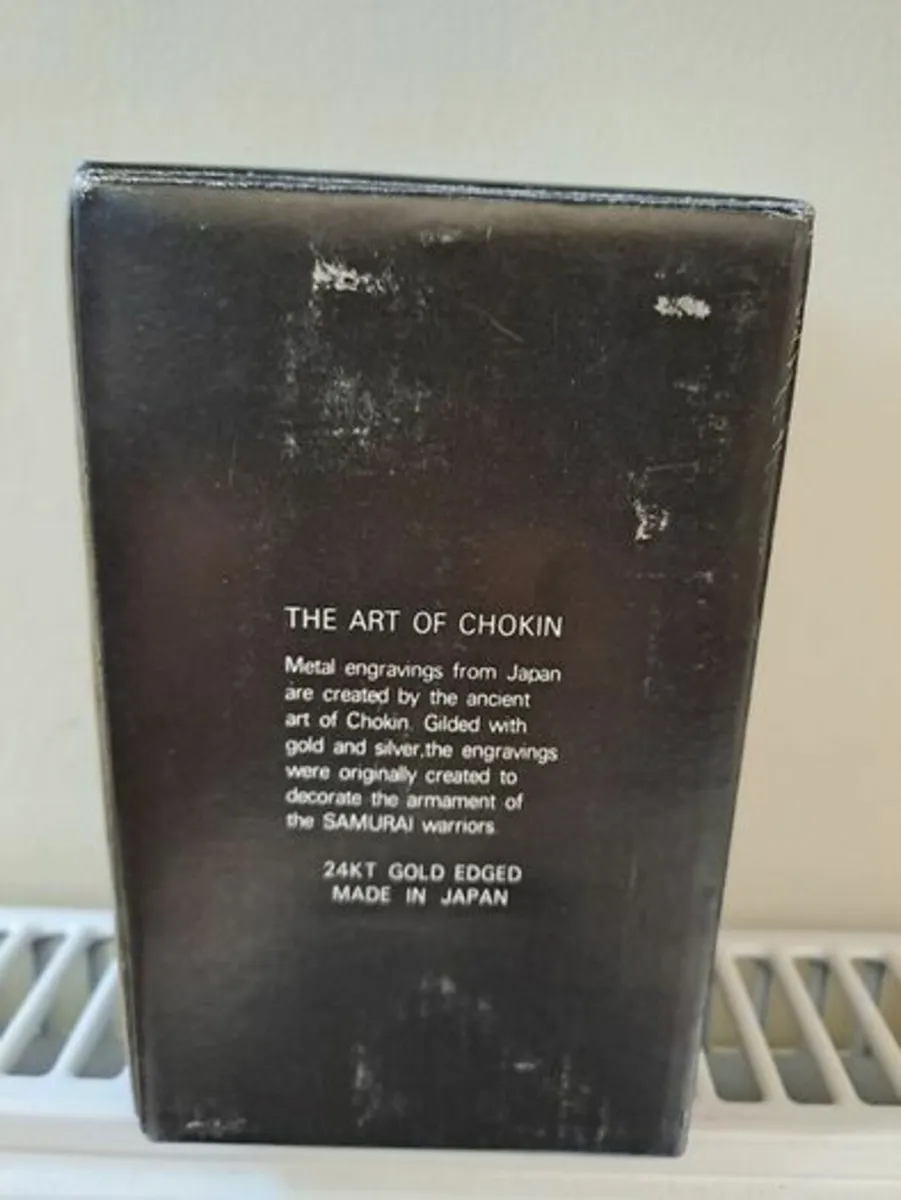 THE ART OF CHOKIN
Metal engravings from Japan
are created by the ancient
art of Chokin. Gilded with
gold and silver,the engravings
were originally created to
decorate the armament of
the SAMURAI warriors.
24KT GOLD EDGED
MADE IN JAPAN